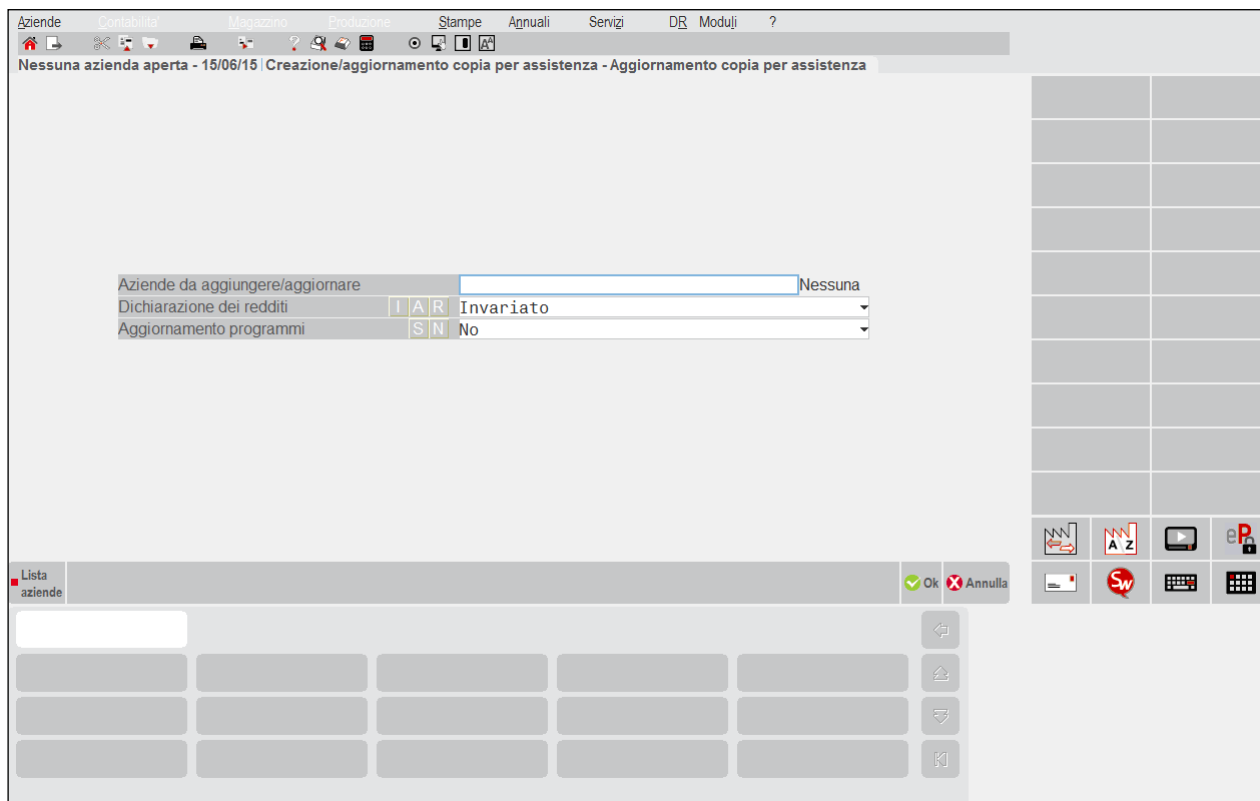 Aziende Contabilita' Magazzino Produzione Stampe Annuali Servizi DR Moduli ?
Nessuna azienda aperta - 15/06/15 | Creazione/aggiornamento copia per assistenza - Aggiornamento copia per assistenza
Aziende da aggiungere/aggiornare Nessuna
Dichiarazione dei redditi I A R Invariato
Aggiornamento programmi S N No
A Z
eP
Lista aziende
Ok Annulla
Sw